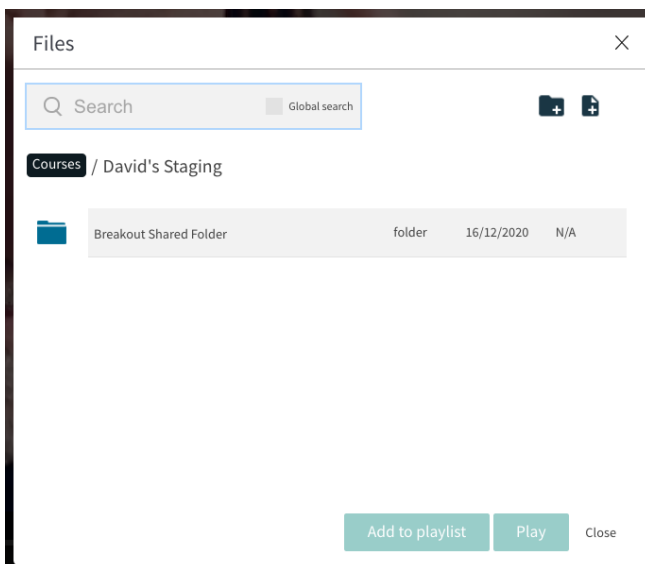 Files
Search Global search
Courses / David's Staging
Breakout Shared Folder folder 16/12/2020 N/A
Add to playlist Play Close